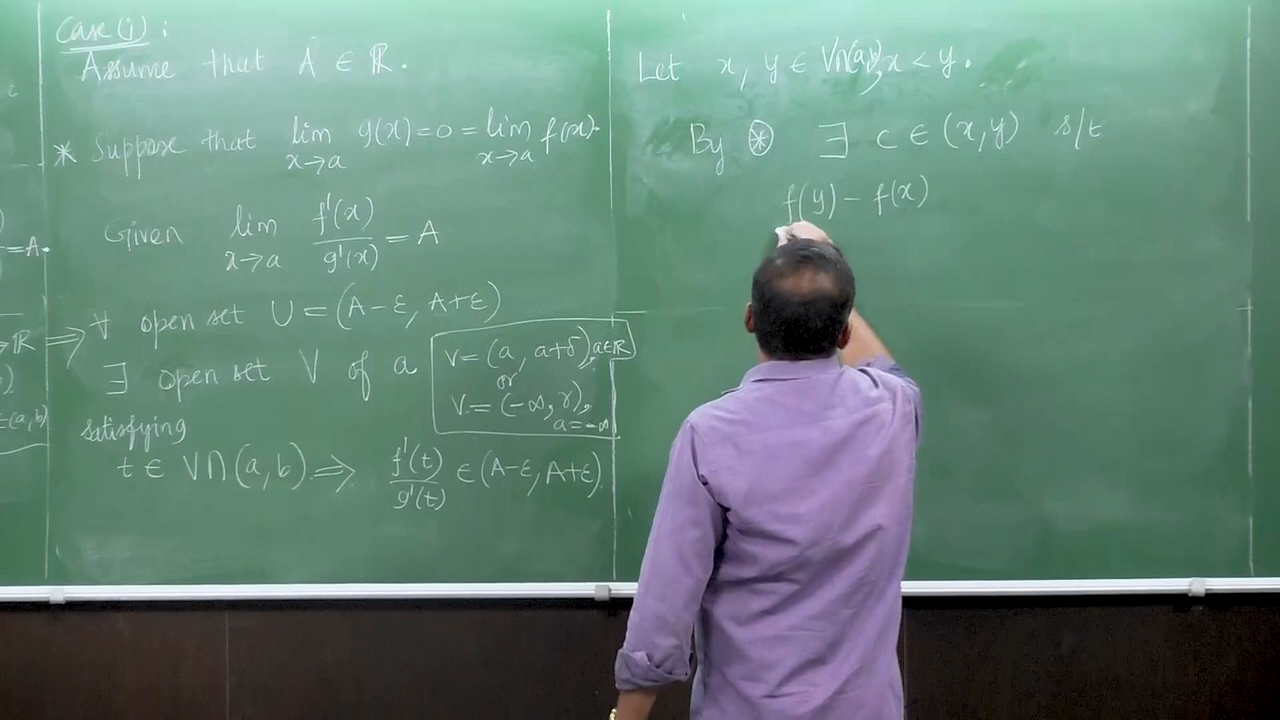 =A.
→ℝ
∈(a,b)
Case (i) :
Assume that A ∈ ℝ.
* Suppose that lim x→a g(x)=0=lim x→a f(x).
Given lim x→a f'(x)/g'(x) = A
⇒ ∀ open set U = (A-ε, A+ε)
∃ open set V of a
V = (a, a+δ), a∈ℝ
or
V = (-∞, r),
a=-∞
satisfying
t ∈ V∩(a,b) ⇒ f'(t)/g'(t) ∈ (A-ε, A+ε)
Let x, y ∈ V∩(a,b), x < y.
By ⊛ ∃ c ∈ (x,y) s/t
f(y) - f(x)